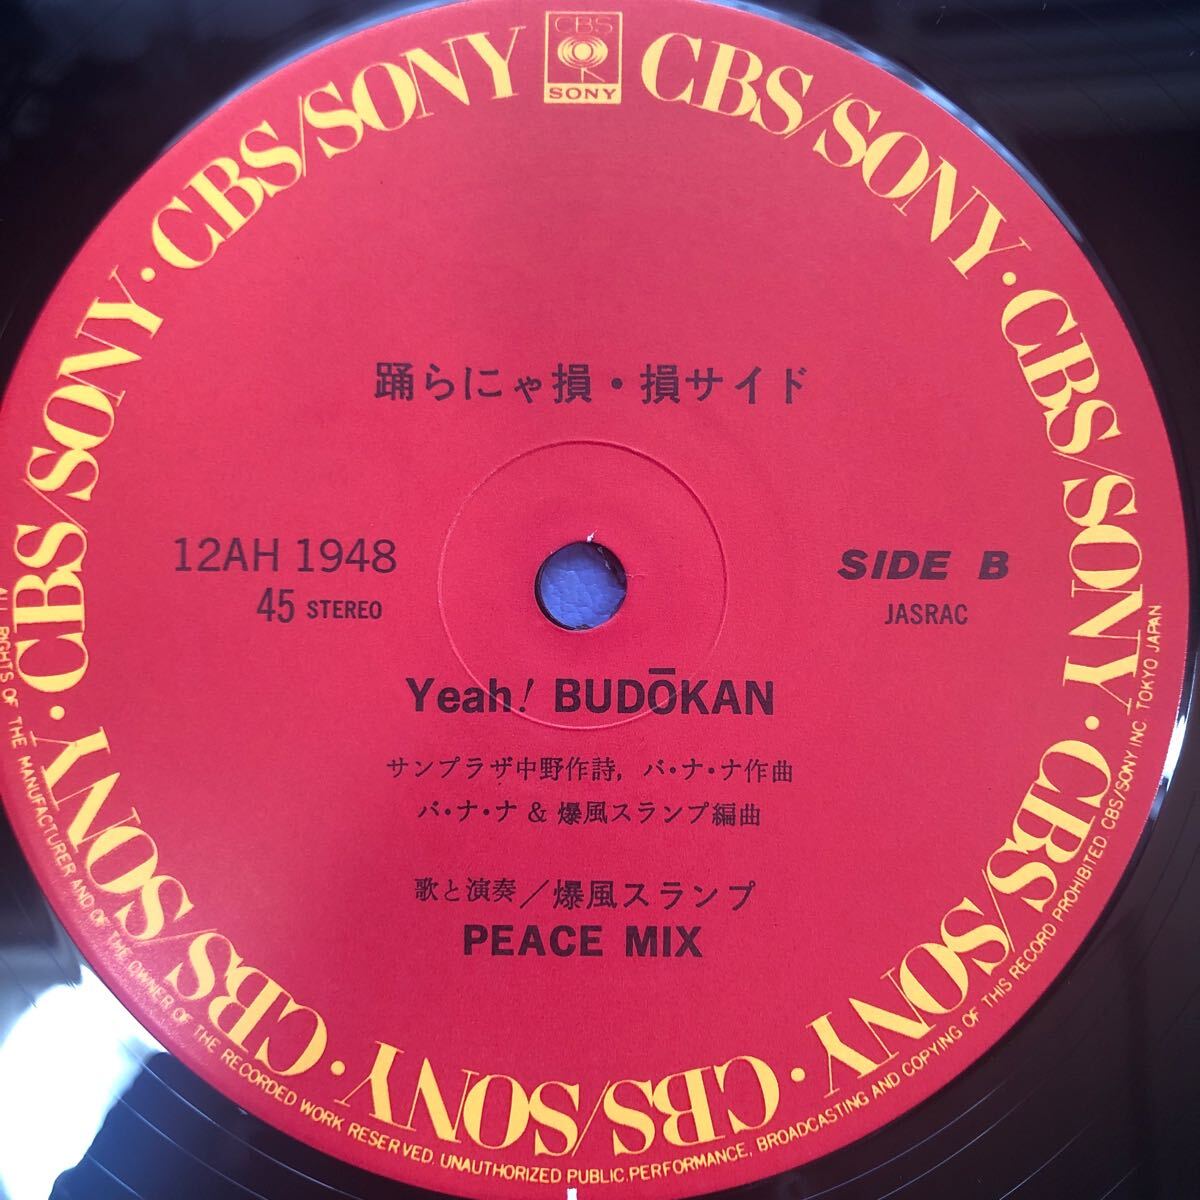 CBS
SONY
CBS/SONY · CBS/SONY · CBS/SONY · CBS/SONY · CBS/SONY · CBS/SONY · CBS/SONY · CBS/SONY · CBS/SONY
踊らにゃ損・損サイド
12AH 1948
45 STEREO
SIDE B
JASRAC
Yeah! BUDŌKAN
サンプラザ中野作詩, バ・ナ・ナ作曲
バ・ナ・ナ & 爆風スランプ編曲
歌と演奏/爆風スランプ
PEACE MIX
ALL RIGHTS OF THE MANUFACTURER AND OF THE OWNER OF THE RECORDED WORK RESERVED. UNAUTHORIZED PUBLIC PERFORMANCE, BROADCASTING AND COPYING OF THIS RECORD PROHIBITED. CBS/SONY INC. TOKYO JAPAN